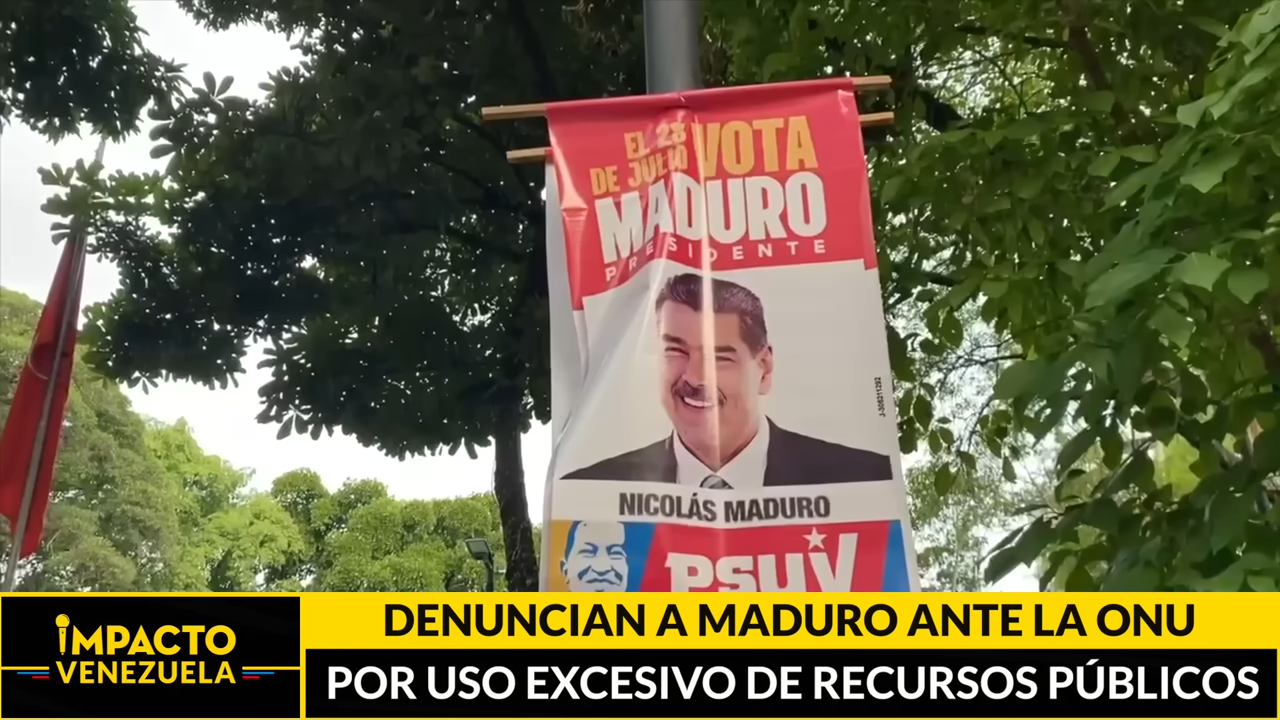 EL 28
DE JULIO
VOTA
MADURO
PRESIDENTE
J-308211292
NICOLÁS MADURO
PSUV
IMPACTO
VENEZUELA
DENUNCIAN A MADURO ANTE LA ONU
POR USO EXCESIVO DE RECURSOS PÚBLICOS